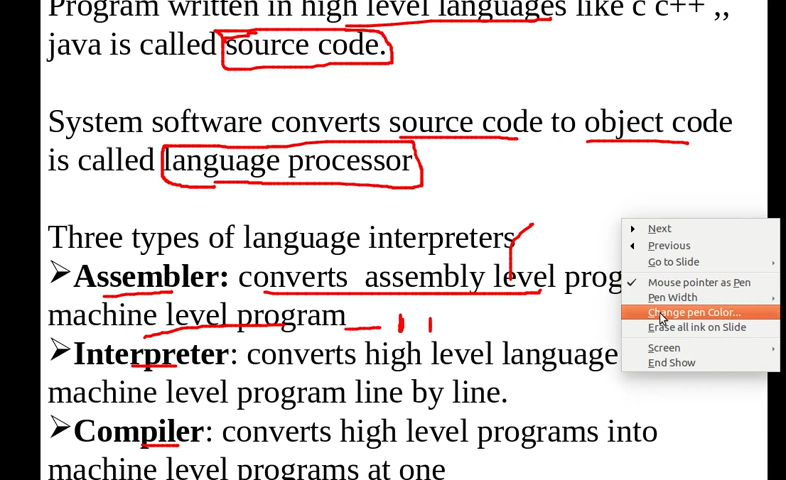 Program written in high level languages like c c++ ,,
java is called source code.
System software converts source code to object code
is called language processor
Three types of language interpreters
➢Assembler: converts  assembly level prog
machine level program
➢Interpreter: converts high level language
machine level program line by line.
➢Compiler: converts high level programs into
machine level programs at one
Next
Previous
Go to Slide
Mouse pointer as Pen
Pen Width
Change pen Color...
Erase all ink on Slide
Screen
End Show